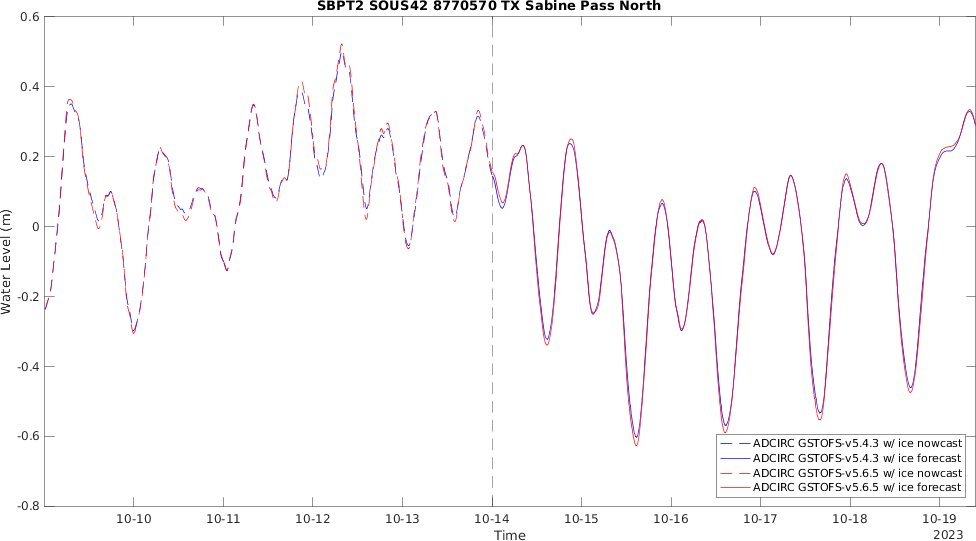 SBPT2 SOUS42 8770570 TX Sabine Pass North
0.6
0.4
0.2
0
-0.2
-0.4
-0.6
-0.8
Water Level (m)
ADCIRC GSTOFS-v5.4.3 w/ ice nowcast
ADCIRC GSTOFS-v5.4.3 w/ ice forecast
ADCIRC GSTOFS-v5.6.5 w/ ice nowcast
ADCIRC GSTOFS-v5.6.5 w/ ice forecast
10-10 10-11 10-12 10-13 10-14 10-15 10-16 10-17 10-18 10-19
Time 2023